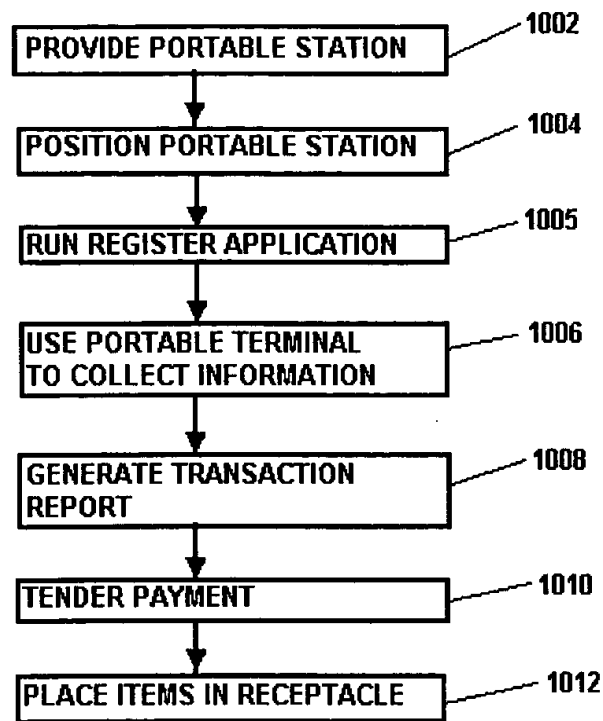 PROVIDE PORTABLE STATION
1002
POSITION PORTABLE STATION
1004
RUN REGISTER APPLICATION
1005
USE PORTABLE TERMINAL
TO COLLECT INFORMATION
1006
GENERATE TRANSACTION
REPORT
1008
TENDER PAYMENT
1010
PLACE ITEMS IN RECEPTACLE
1012